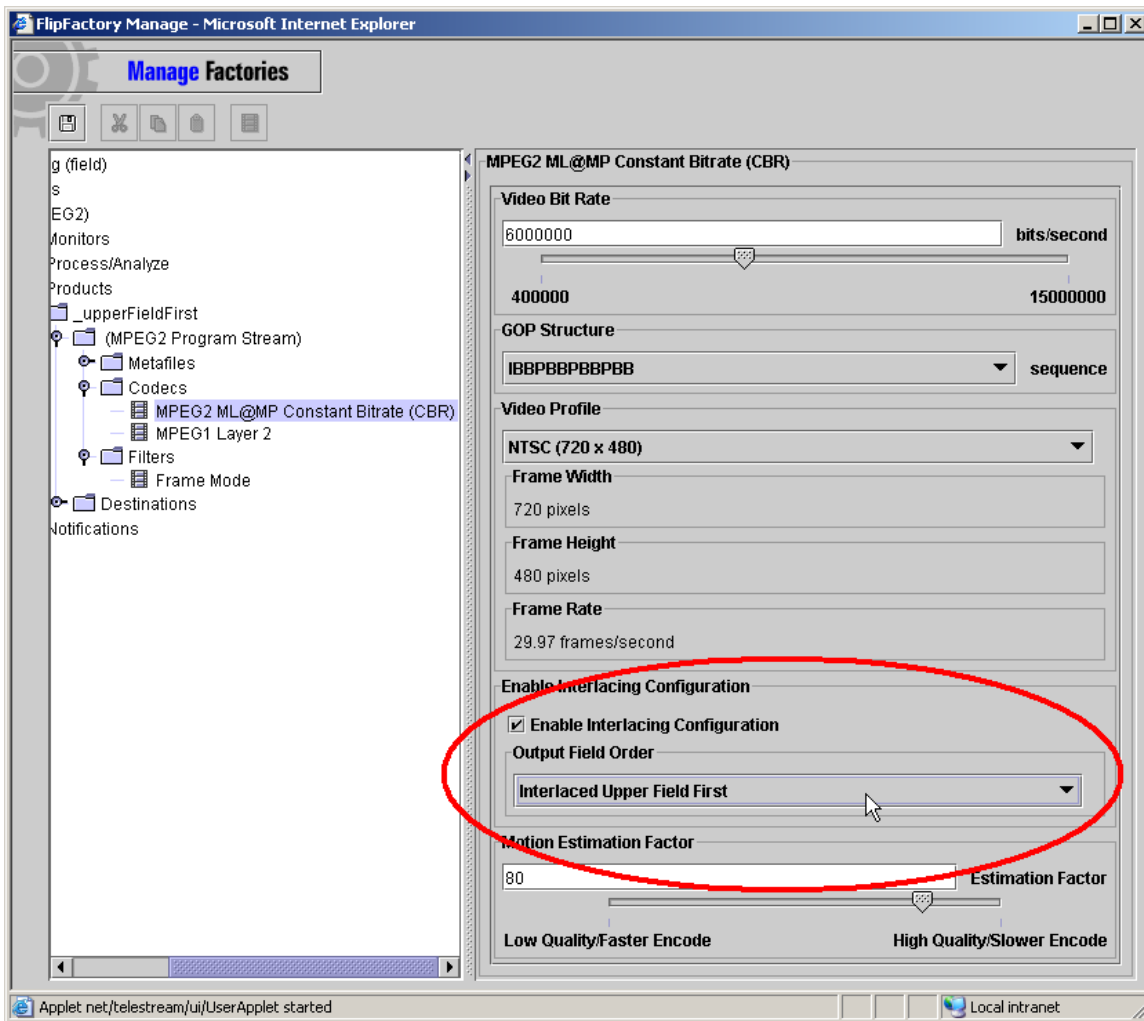 FlipFactory Manage - Microsoft Internet Explorer
Manage Factories
g (field)
s
EG2)
Monitors
Process/Analyze
Products
_upperFieldFirst
(MPEG2 Program Stream)
Metafiles
Codecs
MPEG2 ML@MP Constant Bitrate (CBR)
MPEG1 Layer 2
Filters
Frame Mode
Destinations
Notifications
MPEG2 ML@MP Constant Bitrate (CBR)
Video Bit Rate
6000000 bits/second
400000 15000000
GOP Structure
IBBPBBPBBPBB sequence
Video Profile
NTSC (720 x 480)
Frame Width
720 pixels
Frame Height
480 pixels
Frame Rate
29.97 frames/second
Enable Interlacing Configuration
Enable Interlacing Configuration
Output Field Order
Interlaced Upper Field First
Motion Estimation Factor
80 Estimation Factor
Low Quality/Faster Encode High Quality/Slower Encode
Applet net/telestream/ui/UserApplet started Local intranet